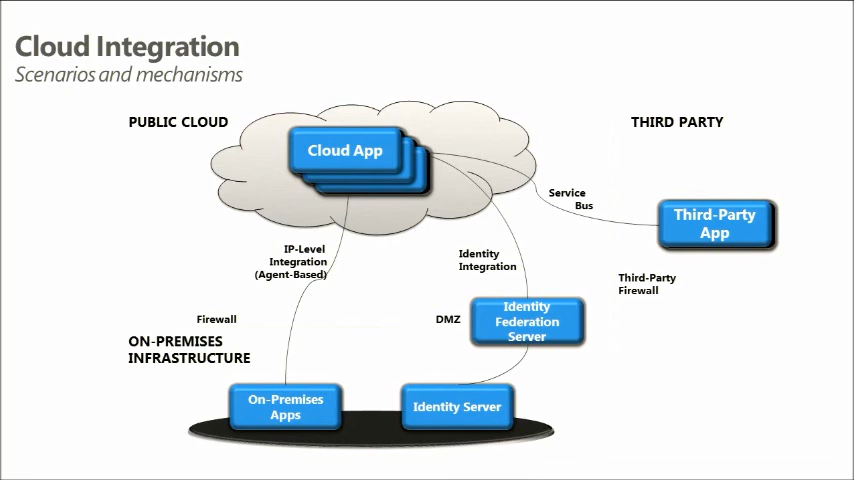 Cloud Integration
Scenarios and mechanisms
PUBLIC CLOUD
THIRD PARTY
Cloud App
Service
Bus
Third-Party
App
IP-Level
Integration
(Agent-Based)
Identity
Integration
Third-Party
Firewall
Firewall
DMZ
Identity
Federation
Server
ON-PREMISES
INFRASTRUCTURE
On-Premises
Apps
Identity Server